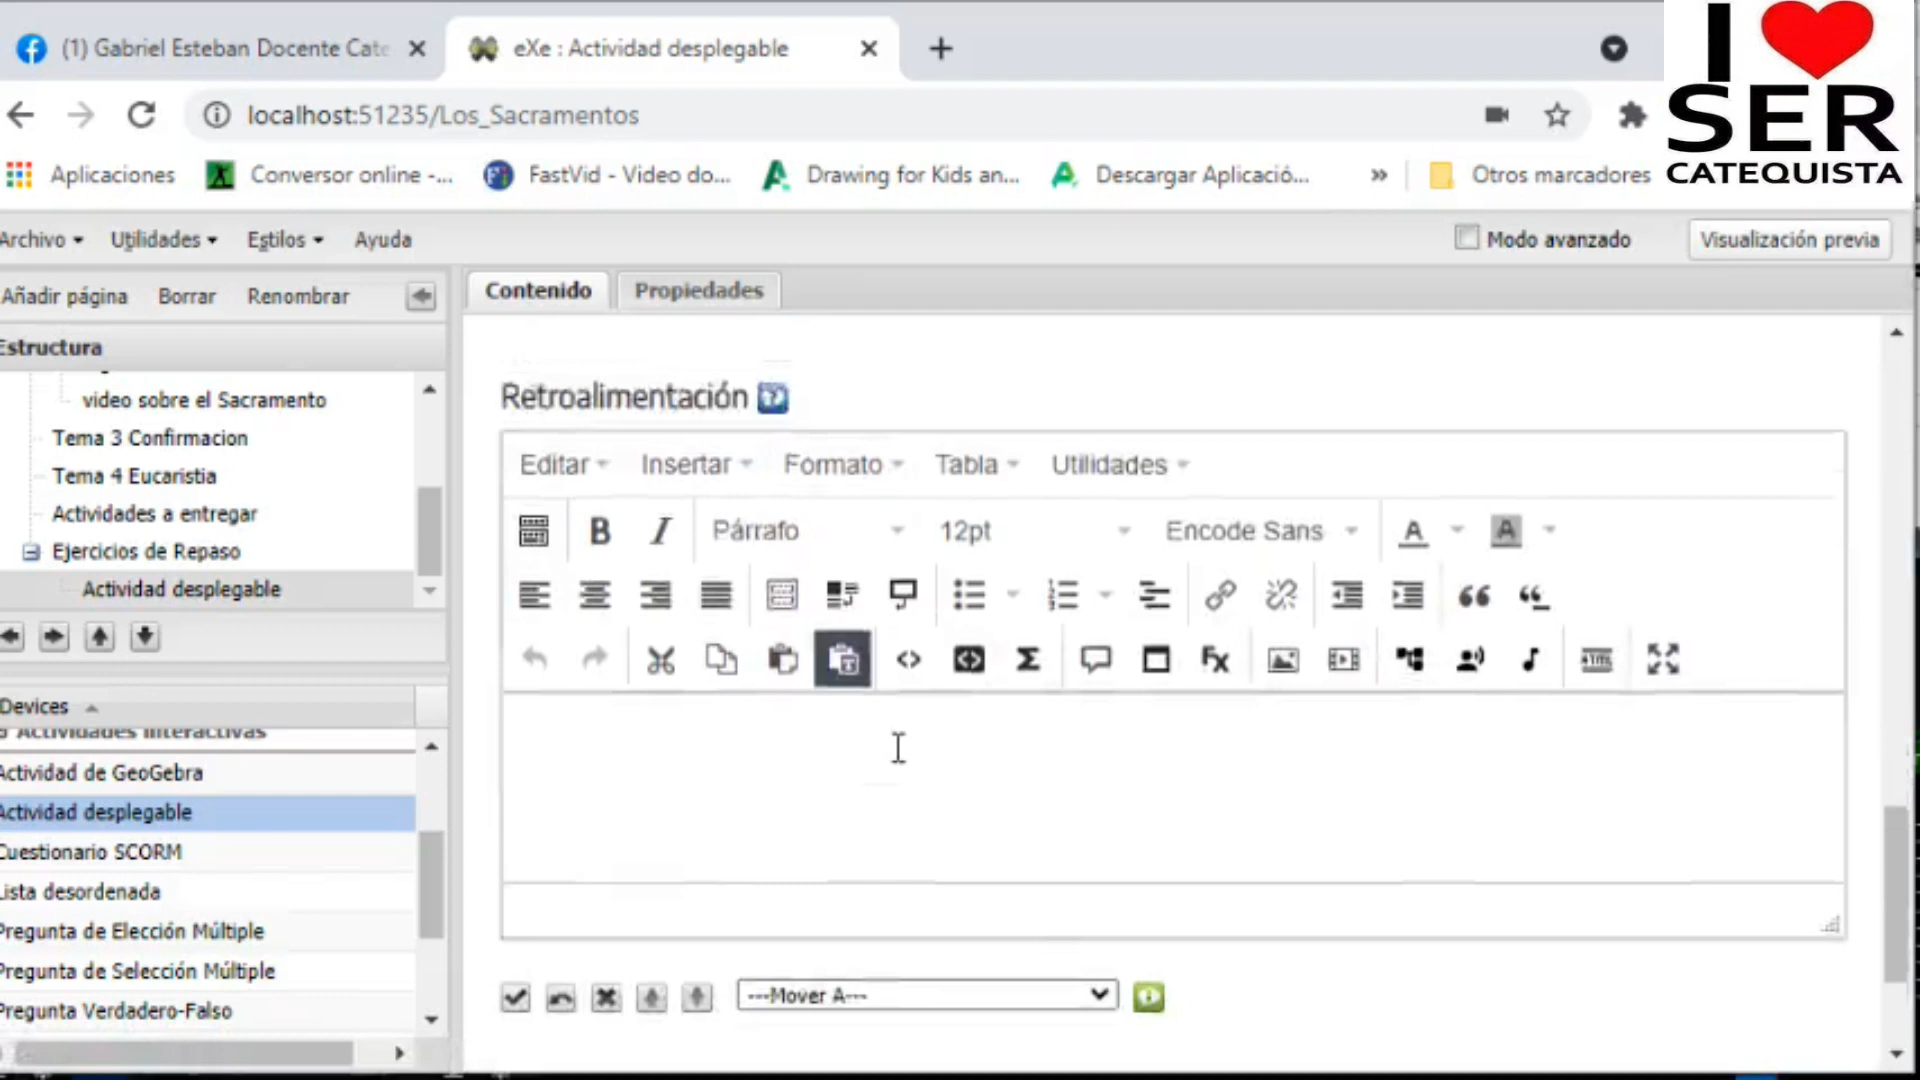 (1) Gabriel Esteban Docente Cate
eXe : Actividad desplegable
I
SER
CATEQUISTA
localhost:51235/Los_Sacramentos
Aplicaciones
Conversor online -...
FastVid - Video do...
Drawing for Kids an...
Descargar Aplicació...
»
Otros marcadores
Archivo
Utilidades
Estilos
Ayuda
Modo avanzado
Visualización previa
Añadir página
Borrar
Renombrar
Contenido
Propiedades
Estructura
video sobre el Sacramento
Tema 3 Confirmacion
Tema 4 Eucaristia
Actividades a entregar
Ejercicios de Repaso
Actividad desplegable
Devices
Actividades Interactivas
Actividad de GeoGebra
Actividad desplegable
Cuestionario SCORM
Lista desordenada
Pregunta de Elección Múltiple
Pregunta de Selección Múltiple
Pregunta Verdadero-Falso
Retroalimentación
Editar
Insertar
Formato
Tabla
Utilidades
B
I
Párrafo
12pt
Encode Sans
A
A
---Mover A---